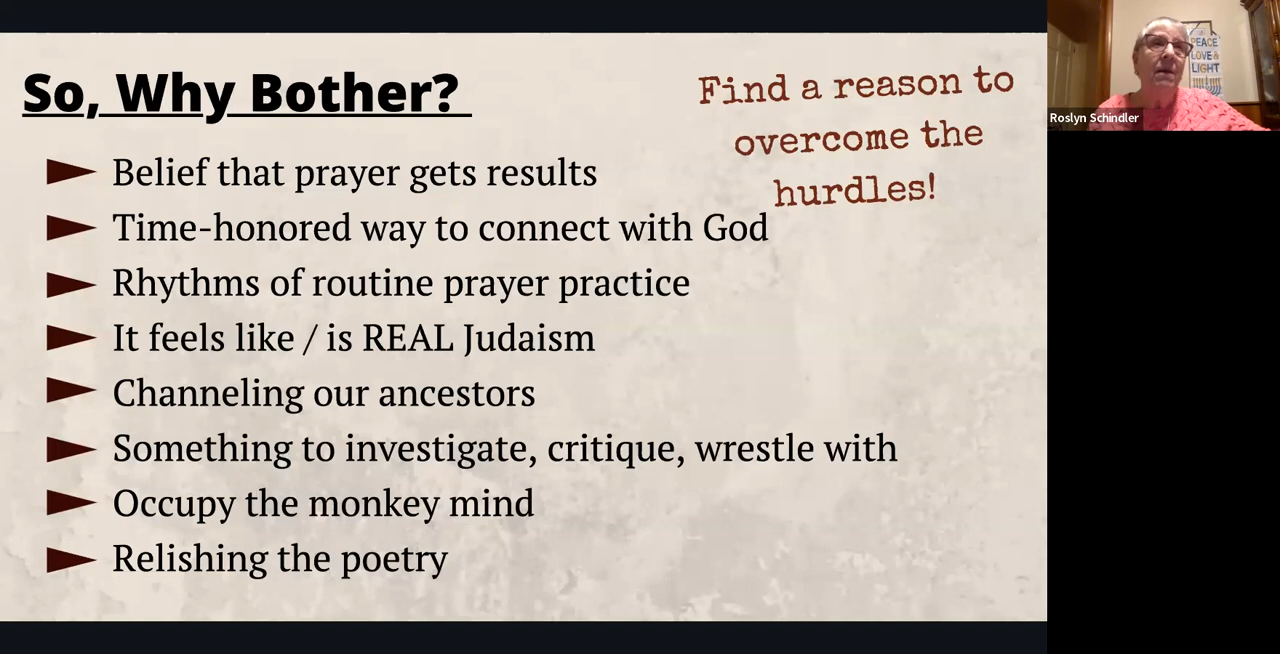 So, Why Bother?
Find a reason to
overcome the
hurdles!
Belief that prayer gets results
Time-honored way to connect with God
Rhythms of routine prayer practice
It feels like / is REAL Judaism
Channeling our ancestors
Something to investigate, critique, wrestle with
Occupy the monkey mind
Relishing the poetry
PEACE
LOVE &
LIGHT
Roslyn Schindler